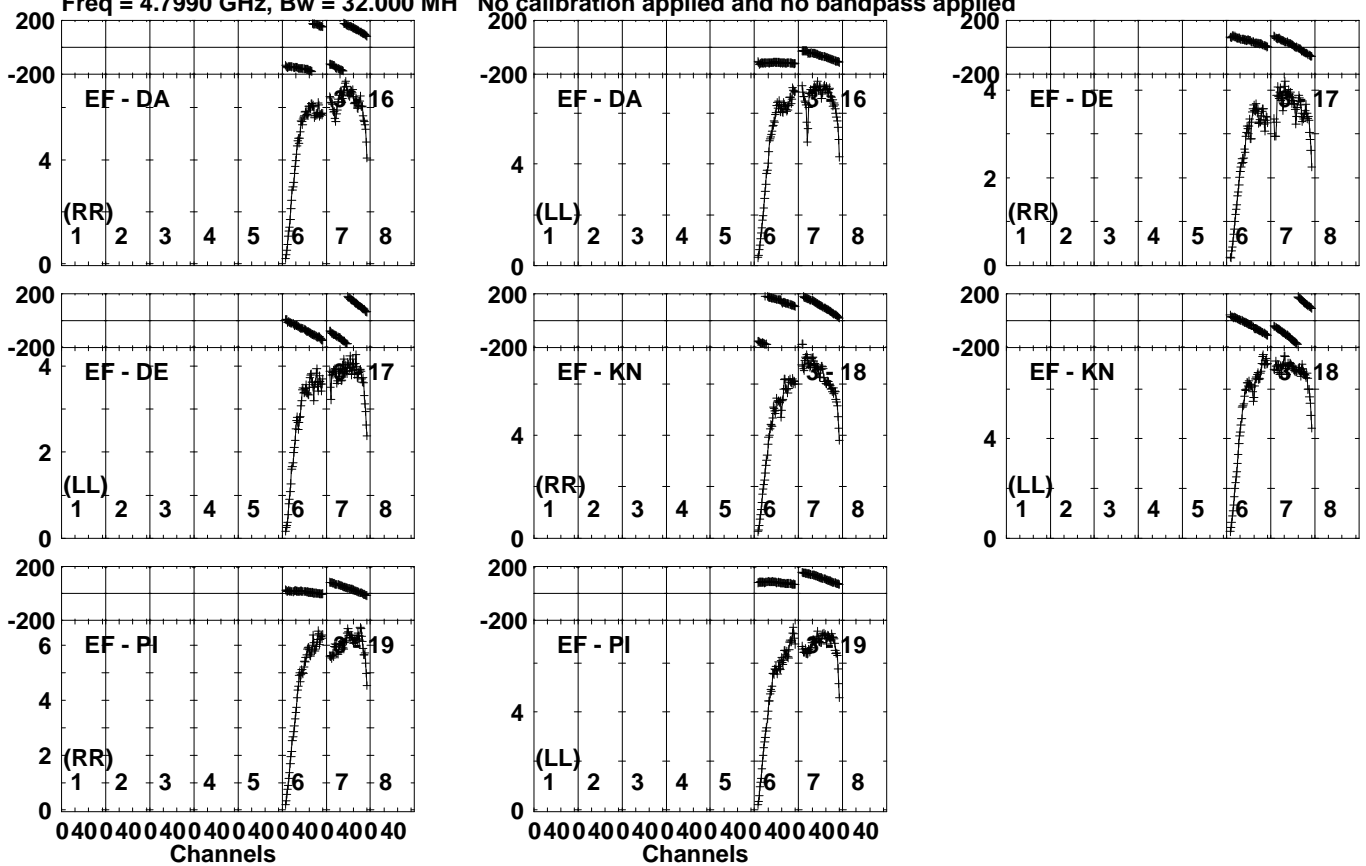 Freq = 4.7990 GHz, Bw = 32.000 MH No calibration applied and no bandpass applied
200 200 200
-200 -200 -200
EF - DA 3 - 16 EF - DA 3 - 16 4 EF - DE 17
4 4 2
(RR) (LL) (RR)
1 2 3 4 5 6 7 8 1 2 3 4 5 6 7 8 1 2 3 4 5 6 7 8
0 0 0
200 200 200
-200 -200 -200
4 EF - DE 17 EF - KN 3 - 18 EF - KN 3 18
2 4 4
(LL) (RR) (LL)
1 2 3 4 5 6 7 8 1 2 3 4 5 6 7 8 1 2 3 4 5 6 7 8
0 0 0
200 200
-200 -200
6 EF - PI 19 EF - PI 19
4 4
2
(RR) (LL)
1 2 3 4 5 6 7 8 1 2 3 4 5 6 7 8
0 0
0 40 0 40 0 40 0 40 0 40 0 40 0 40 0 40 0 40 0 40 0 40 0 40 0 40 0 40 0 40 0 40
Channels Channels